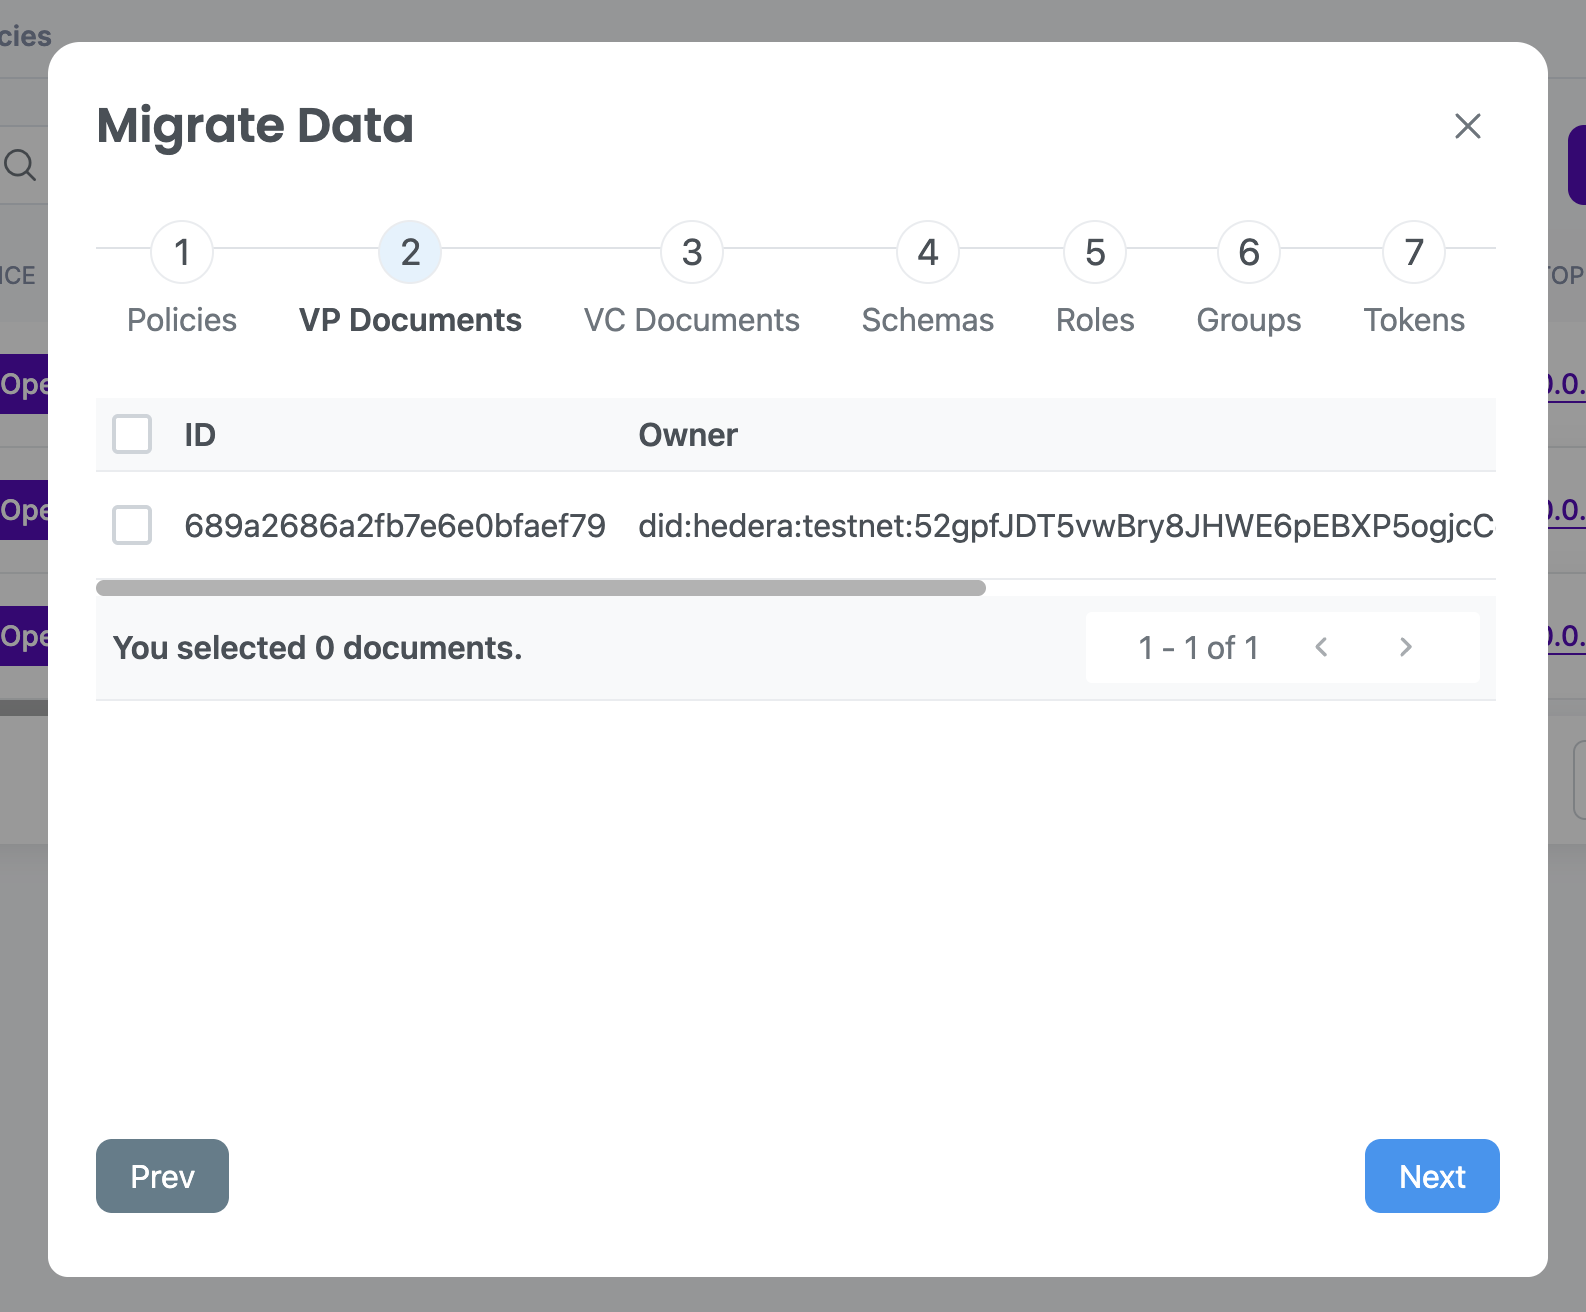 cies
Migrate Data
1 2 3 4 5 6 7
Policies VP Documents VC Documents Schemas Roles Groups Tokens
ID Owner
689a2686a2fb7e6e0bfaef79 did:hedera:testnet:52gpfJDT5vwBry8JHWE6pEBXP5ogjcC
You selected 0 documents.
1 - 1 of 1
Prev Next
ICE
TOP
Ope
0.0.
Ope
0.0.
Ope
0.0.